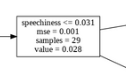 speechiness <= 0.031
mse = 0.001
samples = 29
value = 0.028